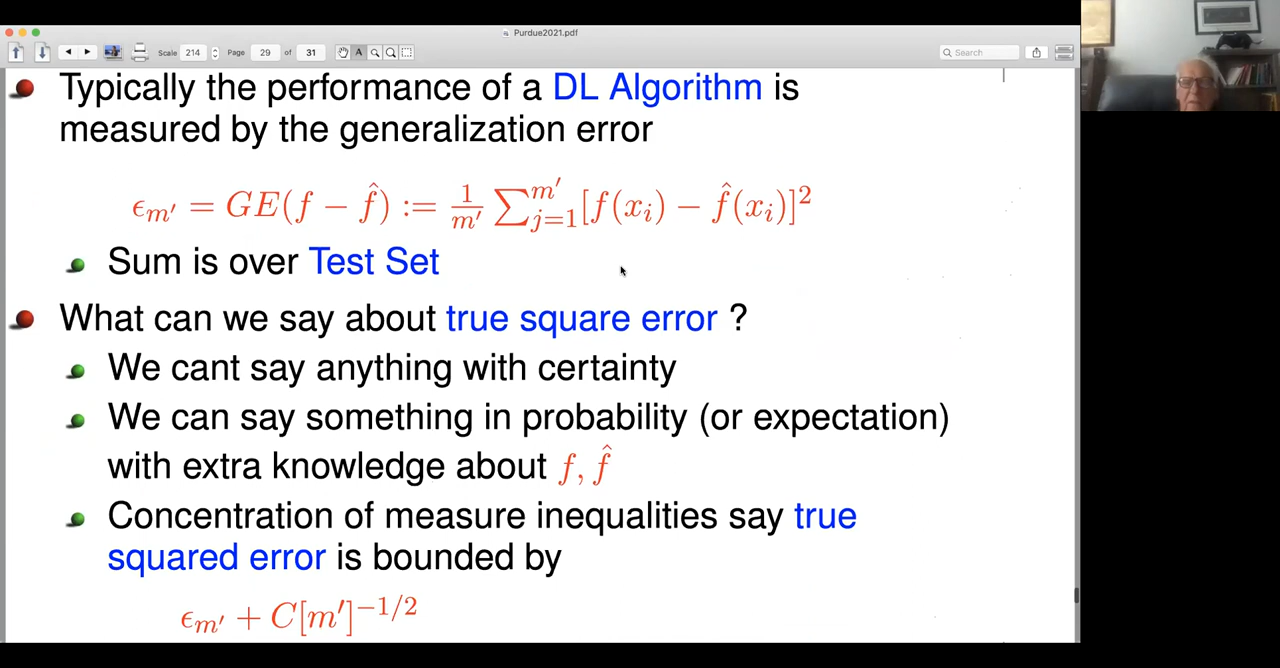 Purdue2021.pdf
Scale 214 Page 29 of 31 Search
Typically the performance of a DL Algorithm is
measured by the generalization error
ϵ_{m′} = GE(f − f̂) := 1/m′ ∑_{j=1}^{m′} [f(x_i) − f̂(x_i)]²
Sum is over Test Set
What can we say about true square error ?
We cant say anything with certainty
We can say something in probability (or expectation)
with extra knowledge about f, f̂
Concentration of measure inequalities say true
squared error is bounded by
ϵ_{m′} + C[m′]^{−1/2}